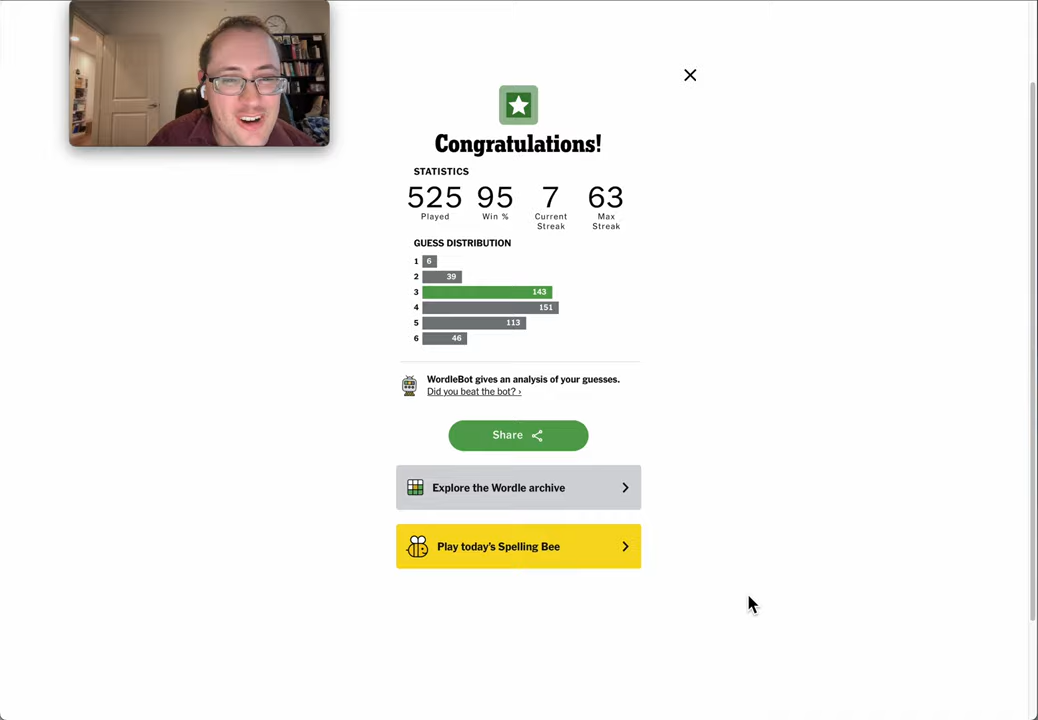 Congratulations!
STATISTICS
525 95 7 63
Played Win % Current Streak Max Streak
GUESS DISTRIBUTION
1 6
2 39
3 143
4 151
5 113
6 46
WordleBot gives an analysis of your guesses.
Did you beat the bot? ›
Share
Explore the Wordle archive
Play today's Spelling Bee